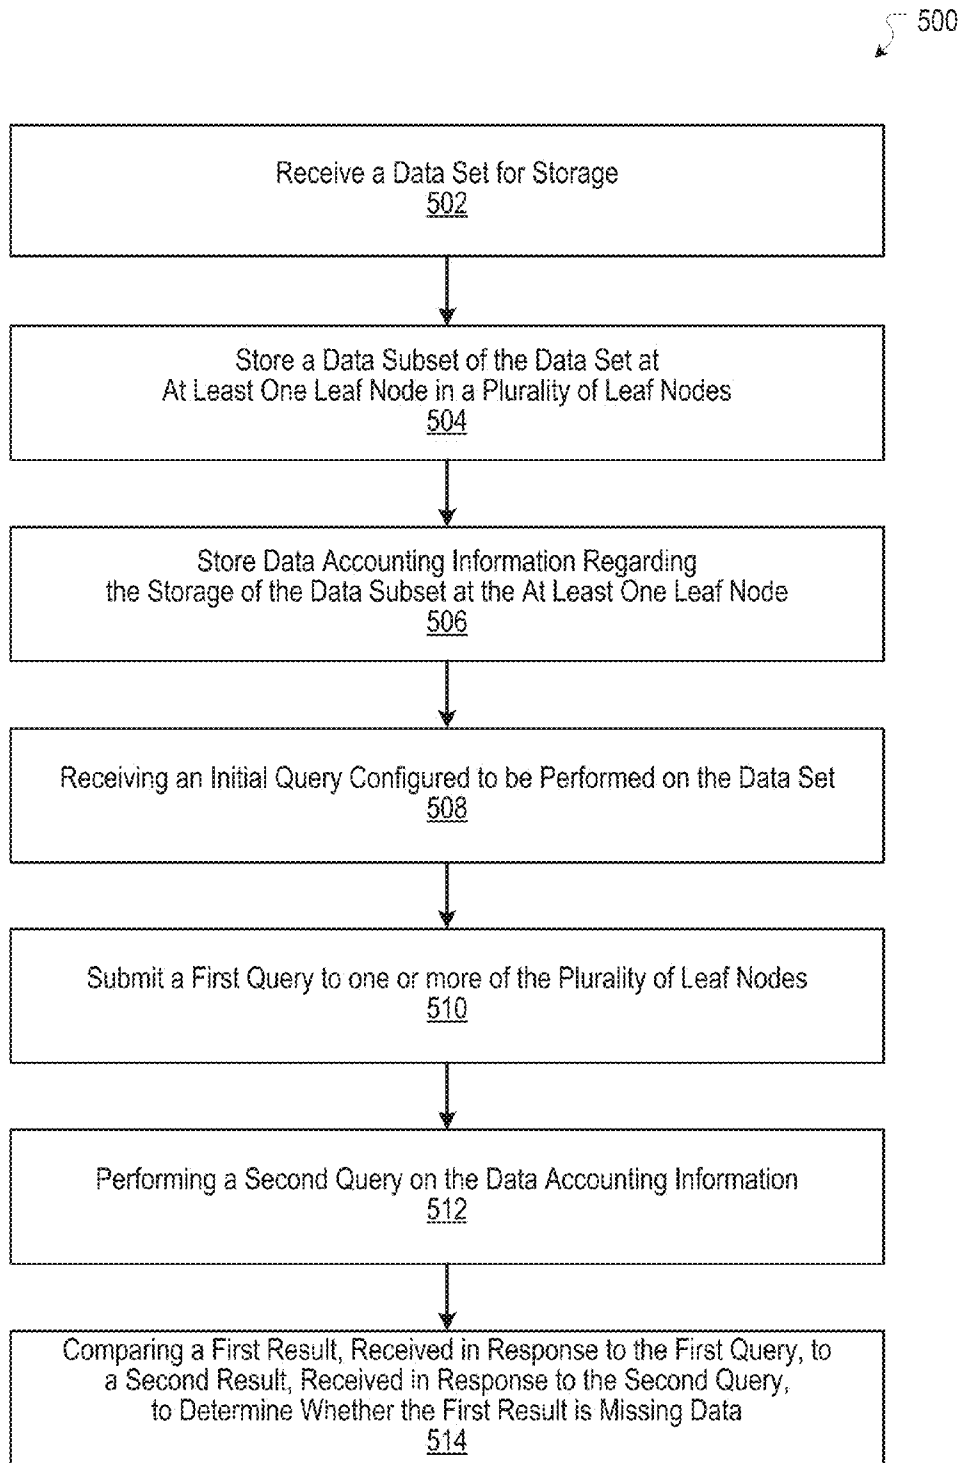 500
Receive a Data Set for Storage
502
Store a Data Subset of the Data Set at
At Least One Leaf Node in a Plurality of Leaf Nodes
504
Store Data Accounting Information Regarding
the Storage of the Data Subset at the At Least One Leaf Node
506
Receiving an Initial Query Configured to be Performed on the Data Set
508
Submit a First Query to one or more of the Plurality of Leaf Nodes
510
Performing a Second Query on the Data Accounting Information
512
Comparing a First Result, Received in Response to the First Query, to
a Second Result, Received in Response to the Second Query,
to Determine Whether the First Result is Missing Data
514